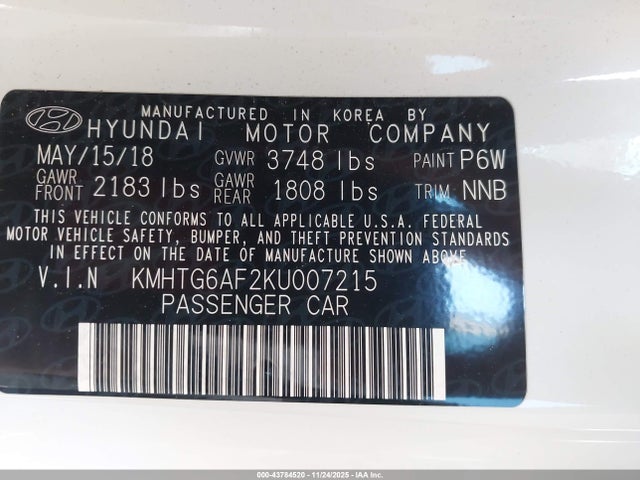 MANUFACTURED IN KOREA BY
HYUNDAI MOTOR COMPANY
MAY/15/18 GVWR 3748 lbs PAINT P6W
GAWR FRONT 2183 lbs GAWR REAR 1808 lbs TRIM NNB
THIS VEHICLE CONFORMS TO ALL APPLICABLE U.S.A. FEDERAL
MOTOR VEHICLE SAFETY, BUMPER, AND THEFT PREVENTION STANDARDS
IN EFFECT ON THE DATE OF MANUFACTURE SHOWN ABOVE.
V.I.N KMHTG6AF2KU007215
PASSENGER CAR
000-43784520 - 11/24/2025 - IAA Inc.